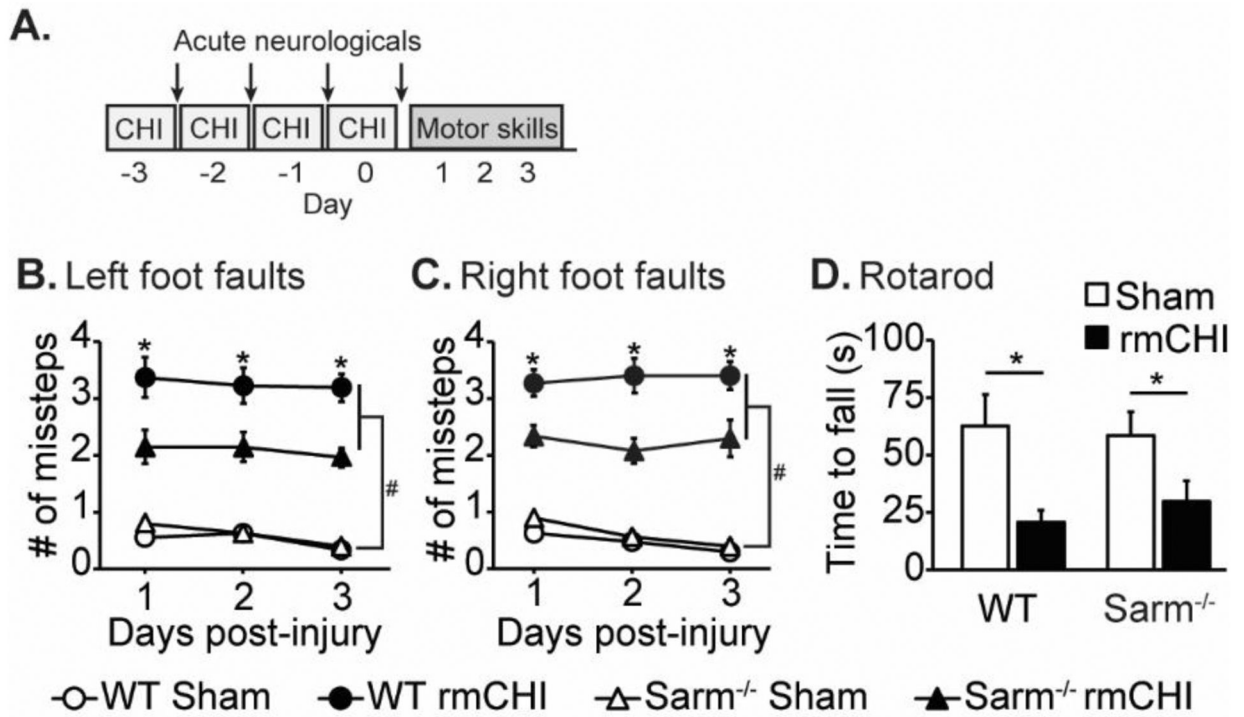 A.
Acute neurologicals
CHI CHI CHI CHI Motor skills
-3 -2 -1 0 1 2 3
Day
B. Left foot faults
# of missteps
4
3
2
1
0
* * *
#
1 2 3
Days post-injury
C. Right foot faults
# of missteps
4
3
2
1
0
* * *
#
1 2 3
Days post-injury
D. Rotarod
Sham
rmCHI
Time to fall (s)
100
75
50
25
0
* *
WT Sarm-/-
WT Sham WT rmCHI Sarm-/- Sham Sarm-/- rmCHI